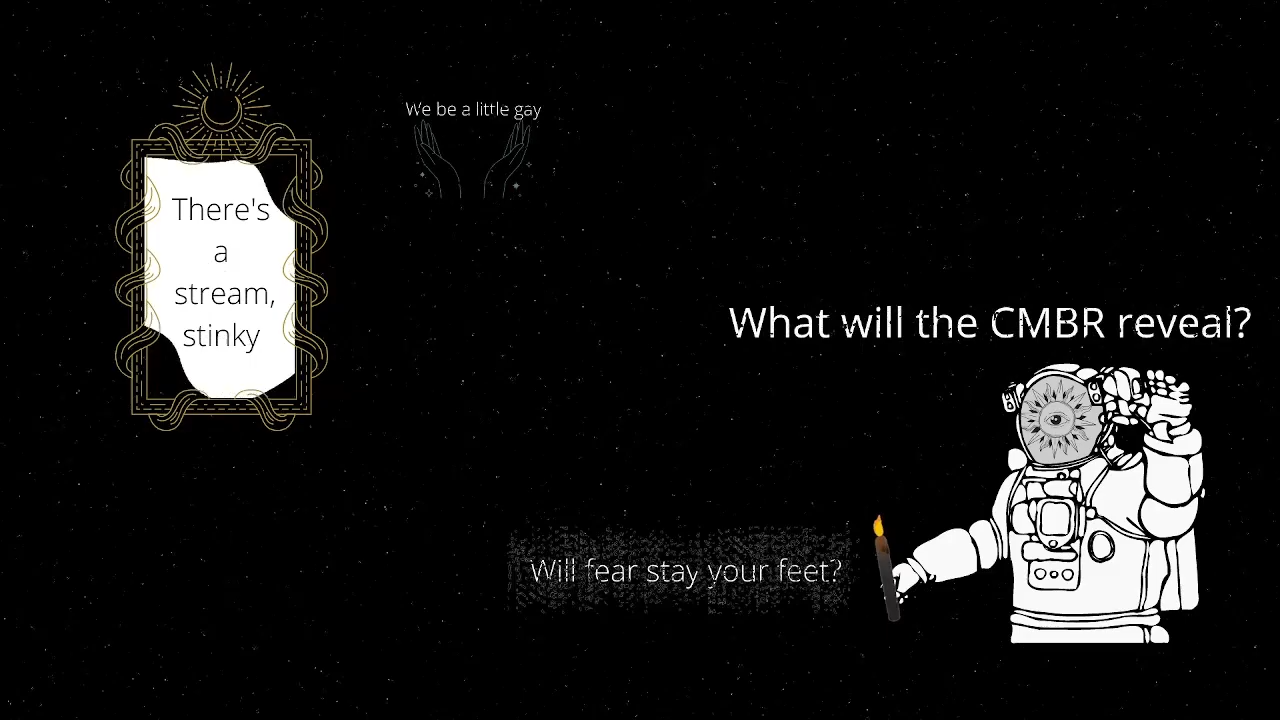 We be a little gay
There's
a
stream,
stinky
What will the CMBR reveal?
Will fear stay your feet?